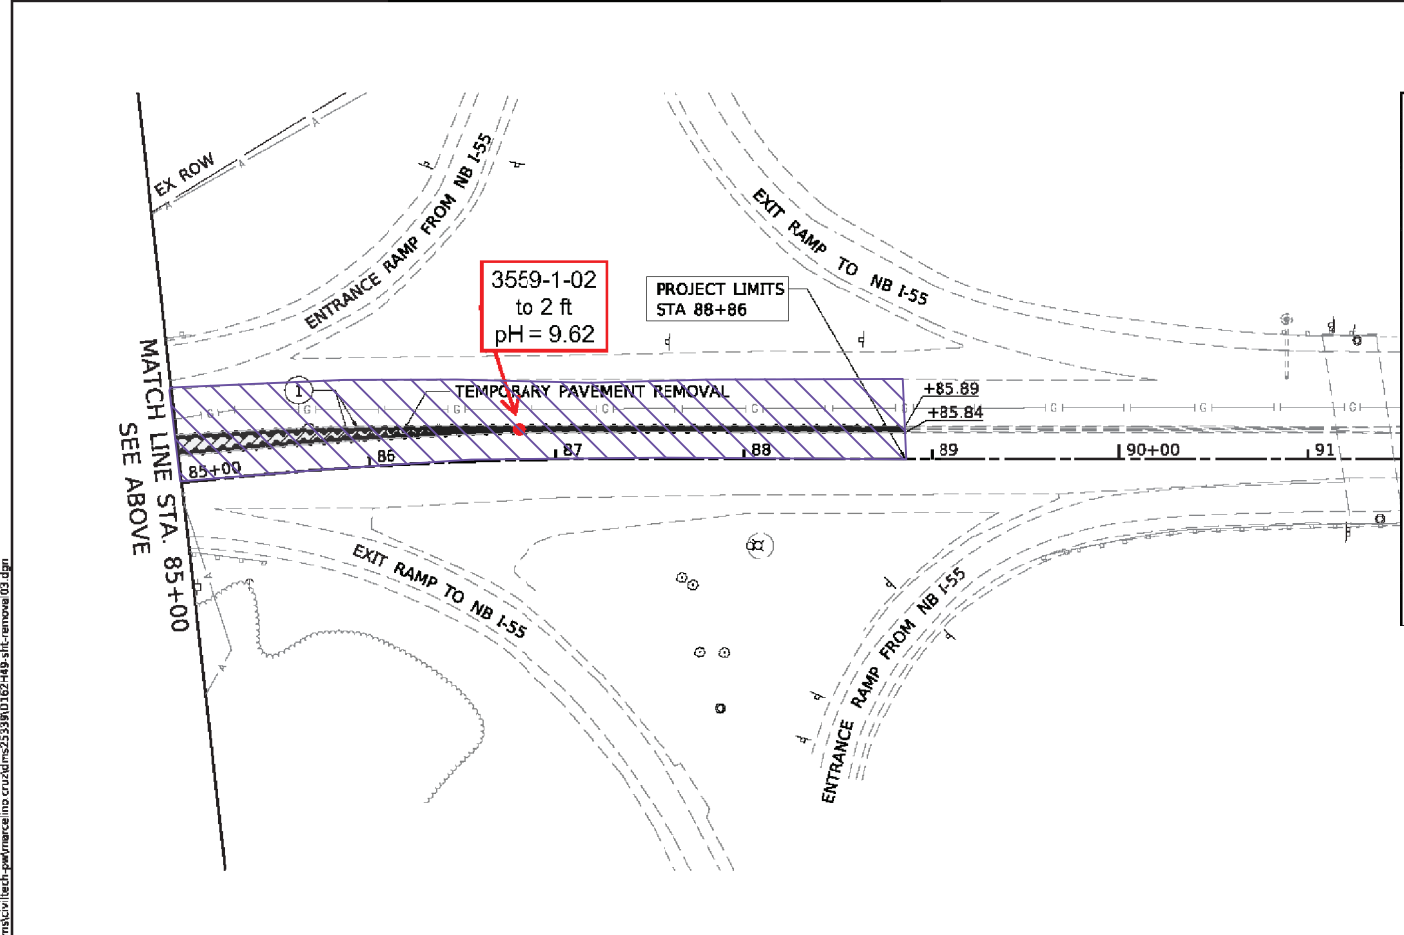 EX ROW
ENTRANCE RAMP FROM NB I-55
EXIT RAMP TO NB I-55
3559-1-02
to 2 ft
pH = 9.62
PROJECT LIMITS
STA 88+86
MATCH LINE STA. 85+00
SEE ABOVE
1
TEMPORARY PAVEMENT REMOVAL
+85.89
+85.84
85+00
86
87
88
89
90+00
91
EXIT RAMP TO NB I-55
ENTRANCE RAMP FROM NB I-55